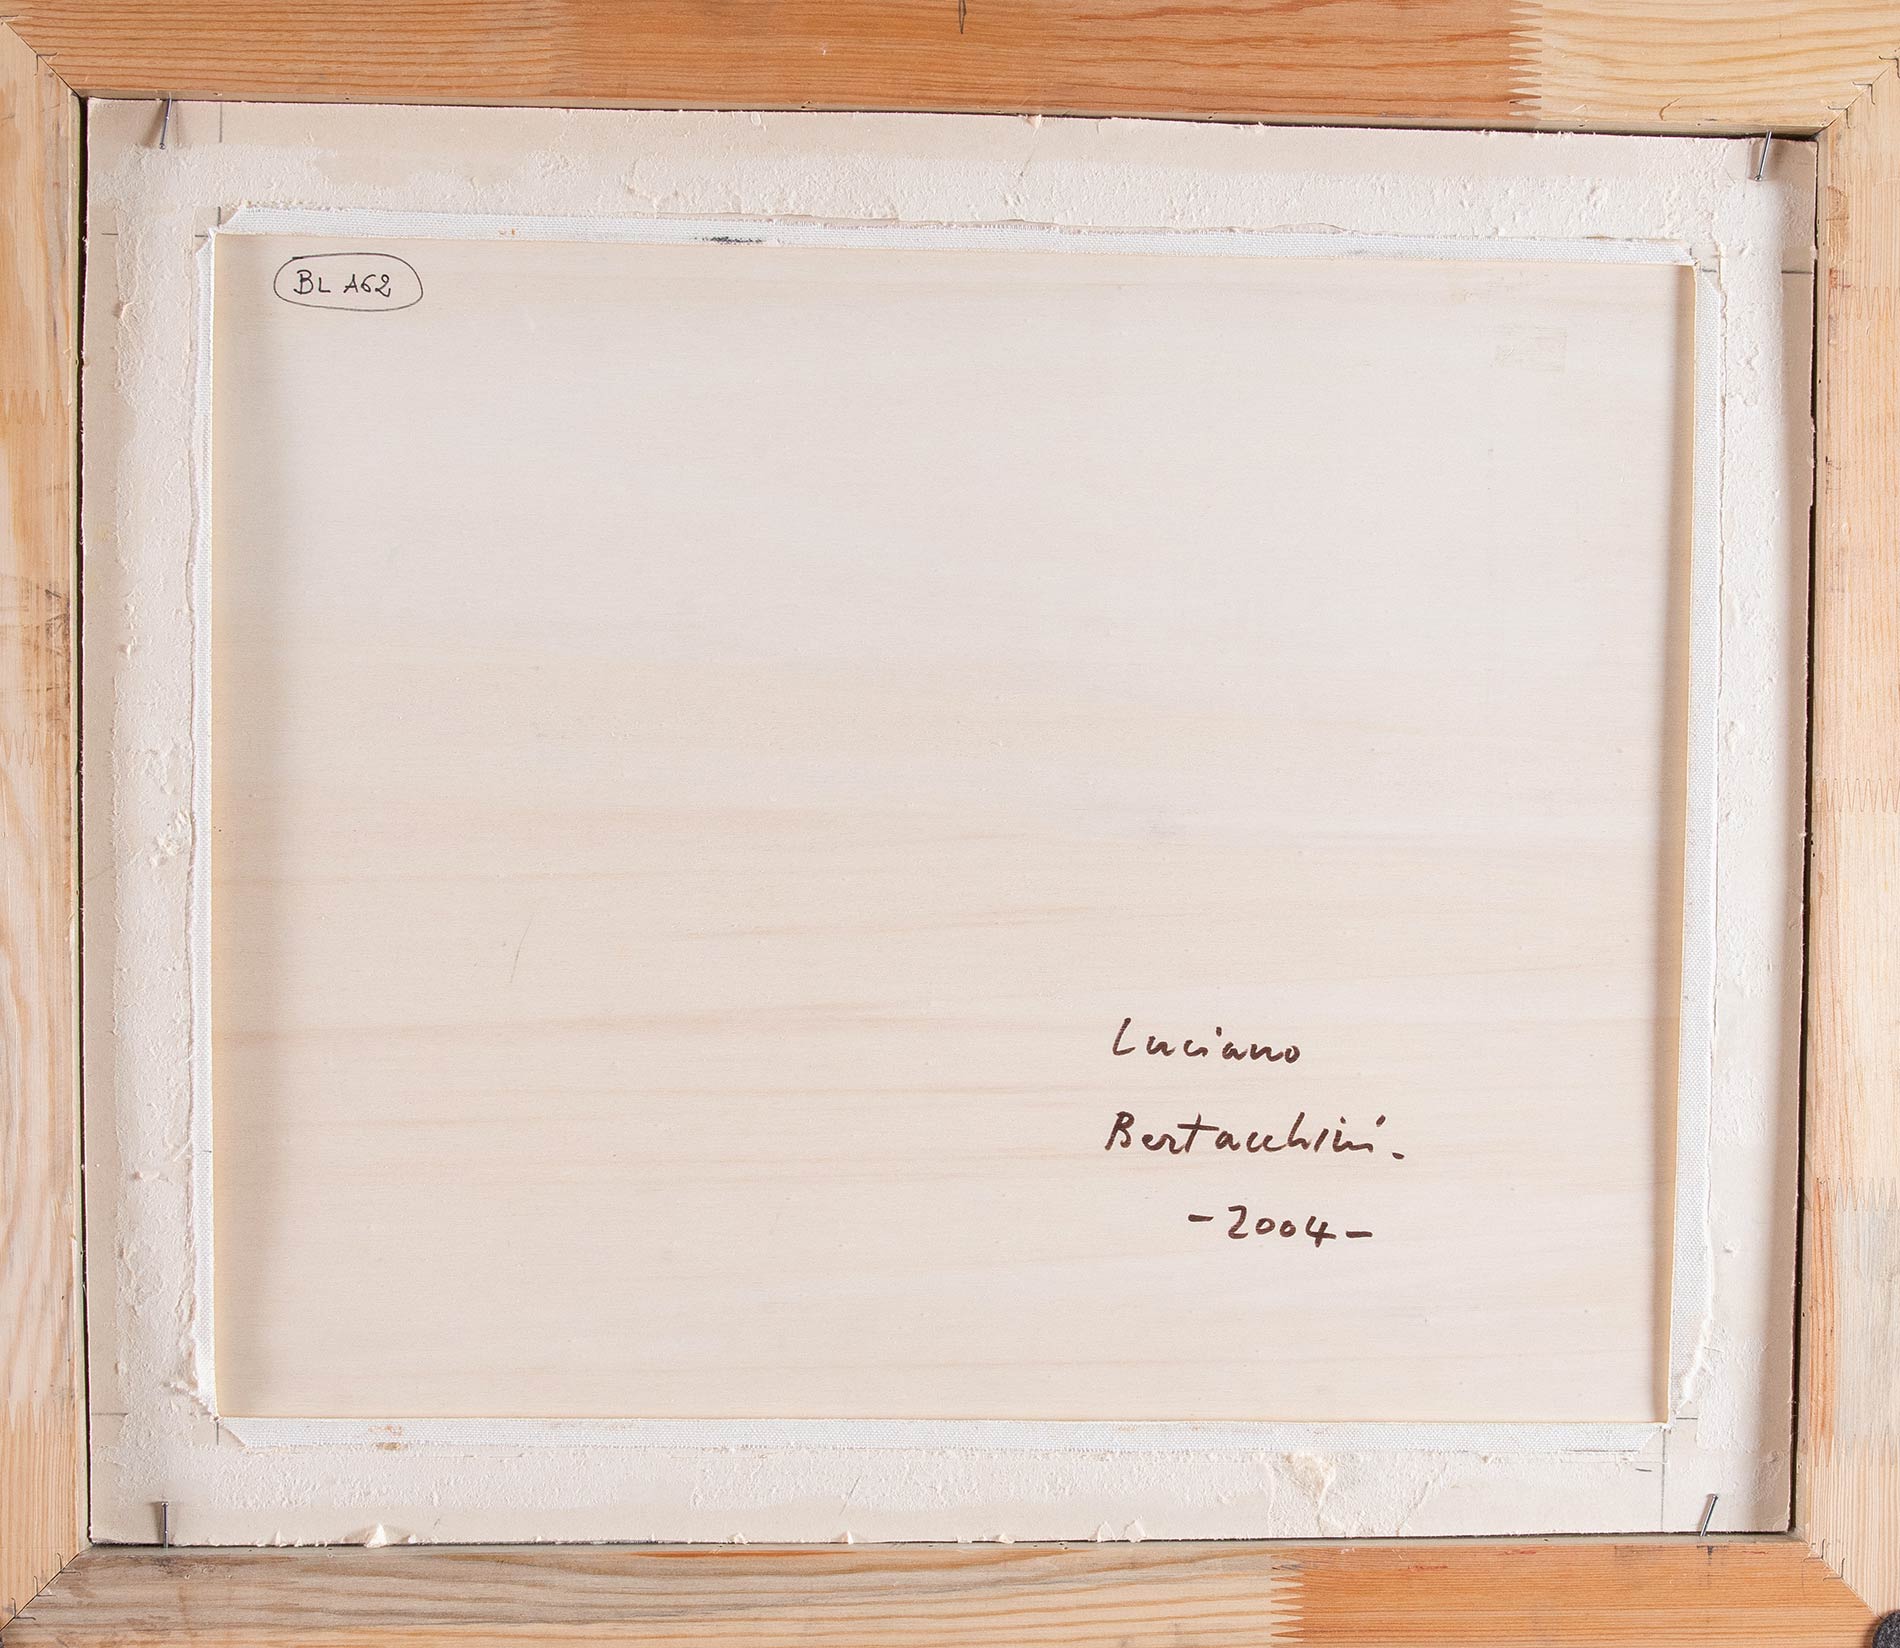 BL A62
Luciano
Bertacchini.
-2004-